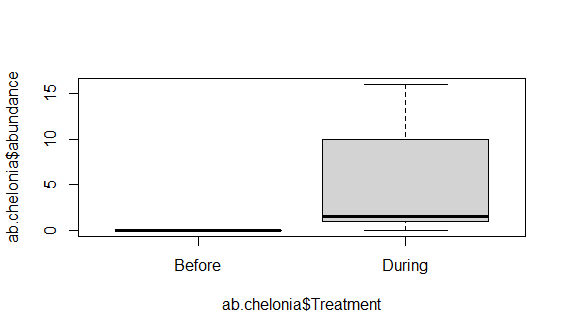 ab.chelonia$abundance
15
10
5
0
Before During
ab.chelonia$Treatment